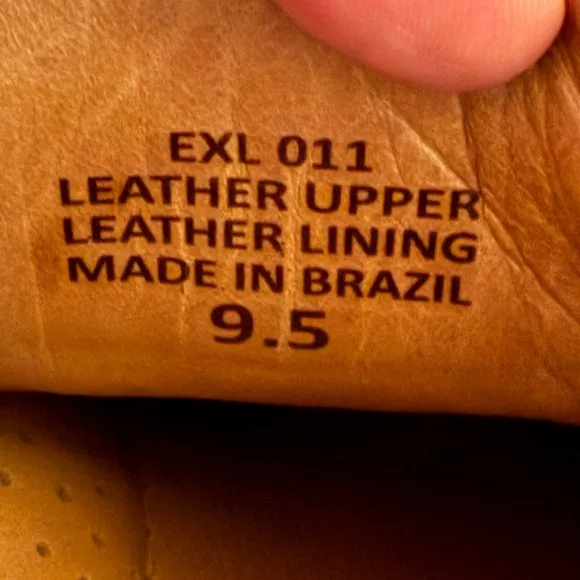 EXL 011
LEATHER UPPER
LEATHER LINING
MADE IN BRAZIL
9.5